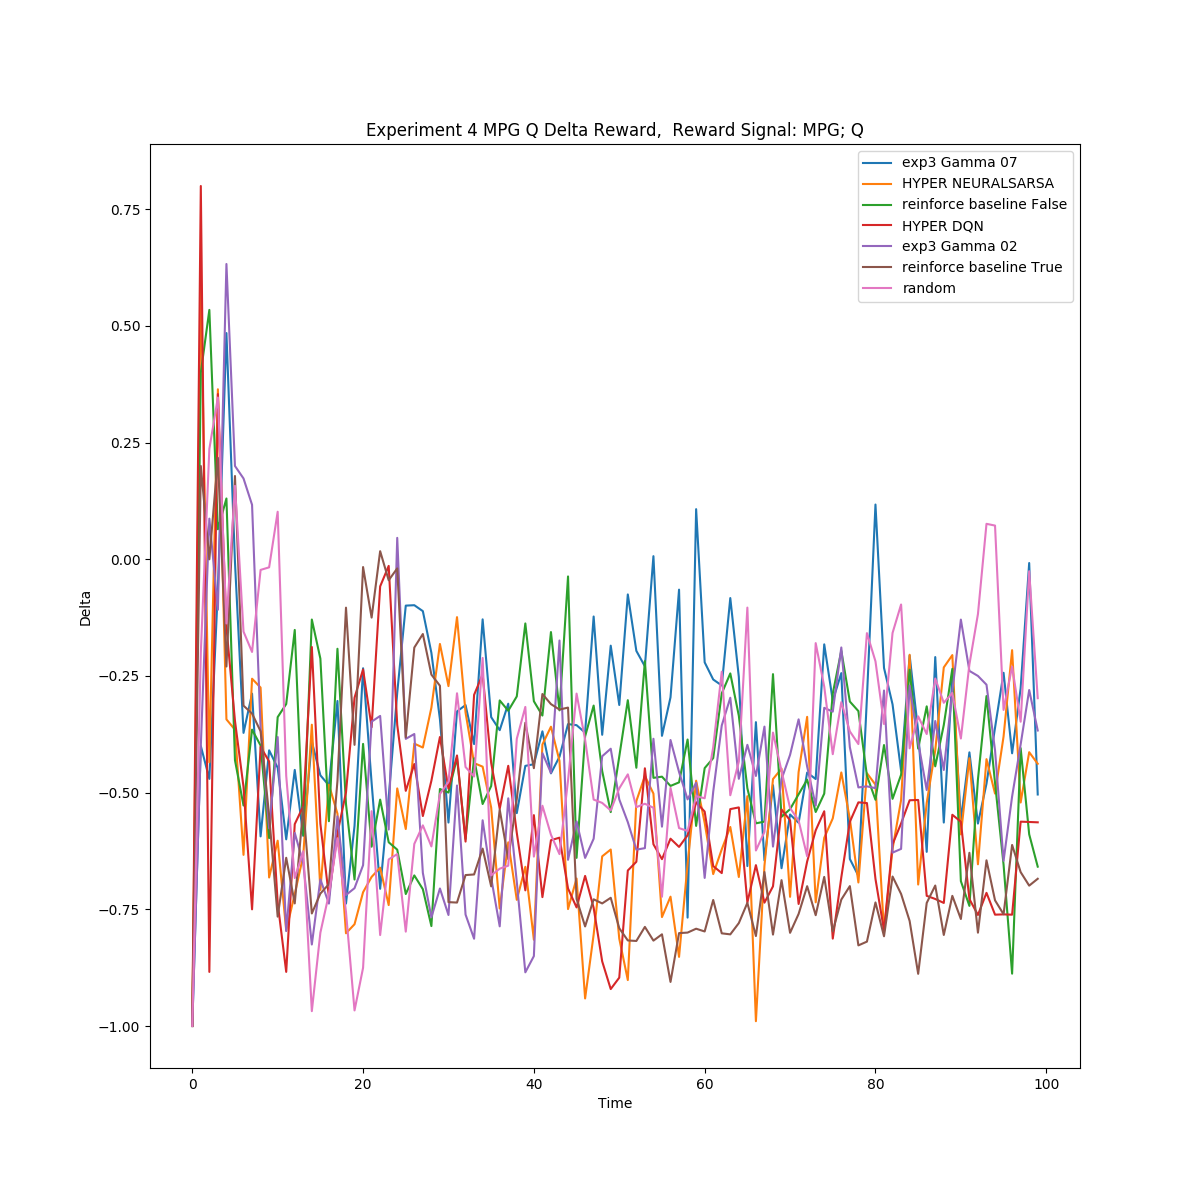 Experiment 4 MPG Q Delta Reward,  Reward Signal: MPG; Q
exp3 Gamma 07
HYPER NEURALSARSA
reinforce baseline False
HYPER DQN
exp3 Gamma 02
reinforce baseline True
random
Delta
0.75
0.50
0.25
0.00
−0.25
−0.50
−0.75
−1.00
0 20 40 60 80 100
Time